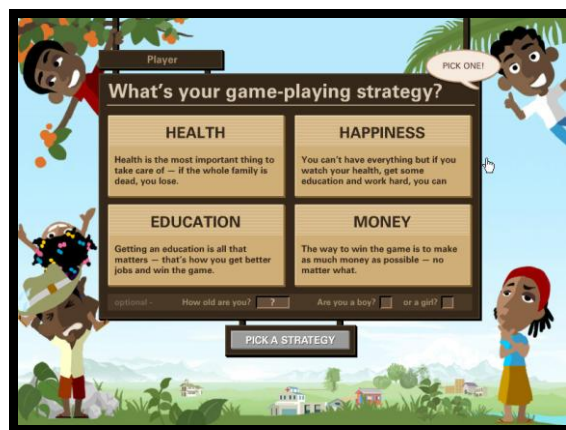 Player
PICK ONE!
What's your game-playing strategy?
HEALTH
Health is the most important thing to
take care of — if the whole family is
dead, you lose.
HAPPINESS
You can't have everything but if you
watch your health, get some
education and work hard, you can
EDUCATION
Getting an education is all that
matters — that's how you get better
jobs and win the game.
MONEY
The way to win the game is to make
as much money as possible — no
matter what.
optional - How old are you? ? Are you a boy? or a girl?
PICK A STRATEGY